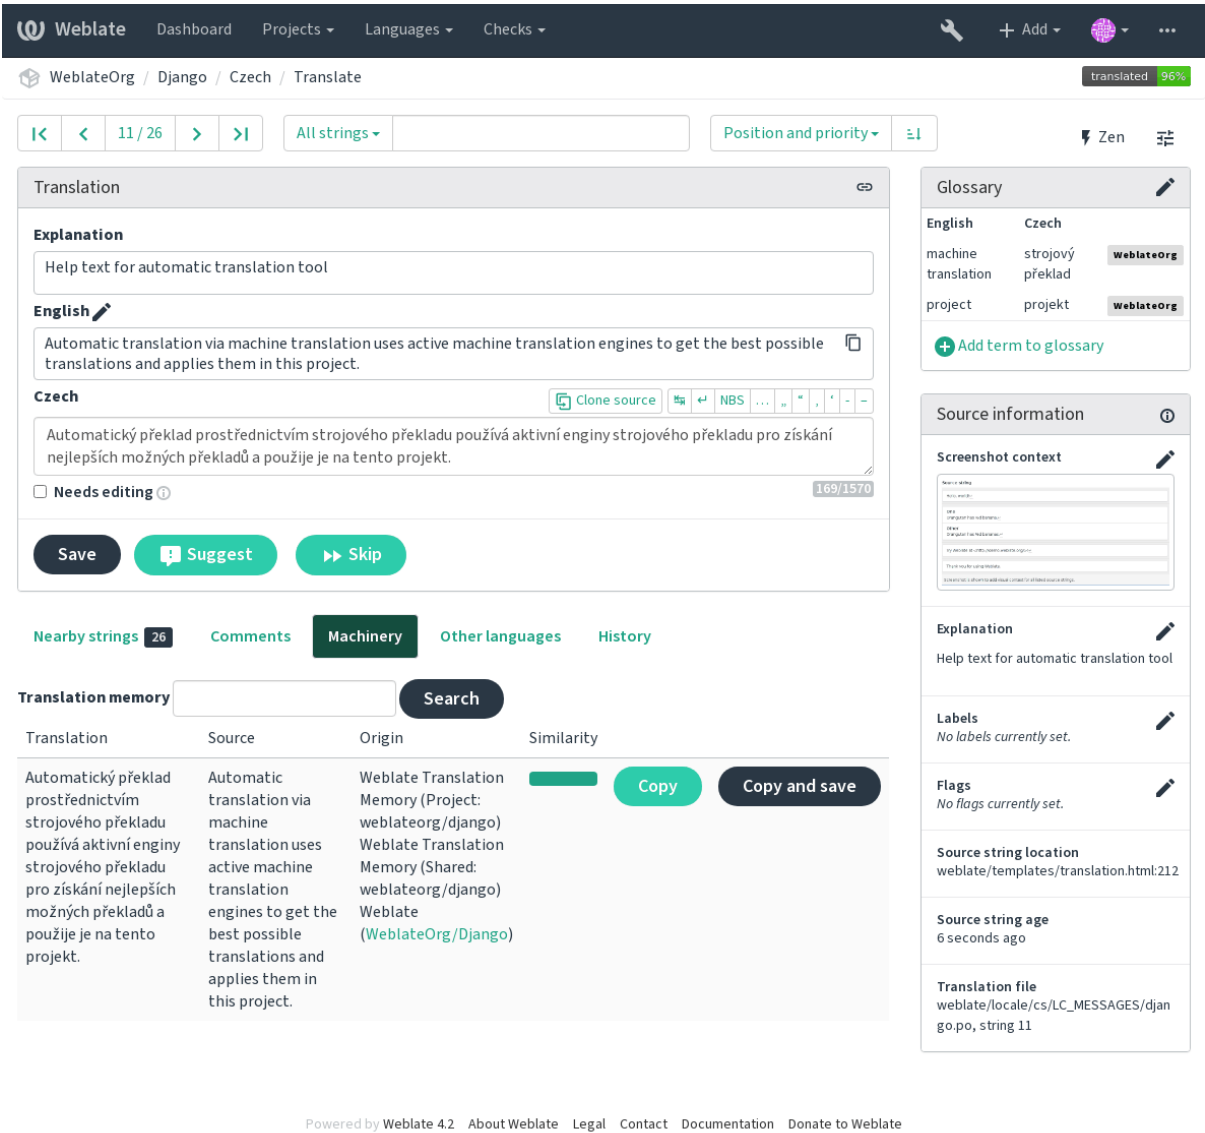 Weblate Dashboard Projects Languages Checks Add
WeblateOrg / Django / Czech / Translate translated 96%
11 / 26 All strings Position and priority Zen
Translation
Explanation
Help text for automatic translation tool
English
Automatic translation via machine translation uses active machine translation engines to get the best possible
translations and applies them in this project.
Czech Clone source NBS … „ “ ‚ ‘ - –
Automatický překlad prostřednictvím strojového překladu používá aktivní enginy strojového překladu pro získání
nejlepších možných překladů a použije je na tento projekt.
Needs editing 169/1570
Save Suggest Skip
Nearby strings 26 Comments Machinery Other languages History
Translation memory Search
Translation Source Origin Similarity
Automatický překlad
prostřednictvím
strojového překladu
používá aktivní enginy
strojového překladu
pro získání nejlepších
možných překladů a
použije je na tento
projekt.
Automatic
translation via
machine
translation uses
active machine
translation
engines to get the
best possible
translations and
applies them in
this project.
Weblate Translation
Memory (Project:
weblateorg/django)
Weblate Translation
Memory (Shared:
weblateorg/django)
Weblate
(WeblateOrg/Django)
Copy Copy and save
Glossary
English Czech
machine translation strojový překlad WeblateOrg
project projekt WeblateOrg
Add term to glossary
Source information
Screenshot context
Source string
One
Other
Thank you for using Weblate.
Explanation
Help text for automatic translation tool
Labels
No labels currently set.
Flags
No flags currently set.
Source string location
weblate/templates/translation.html:212
Source string age
6 seconds ago
Translation file
weblate/locale/cs/LC_MESSAGES/djan
go.po, string 11
Powered by Weblate 4.2 About Weblate Legal Contact Documentation Donate to Weblate